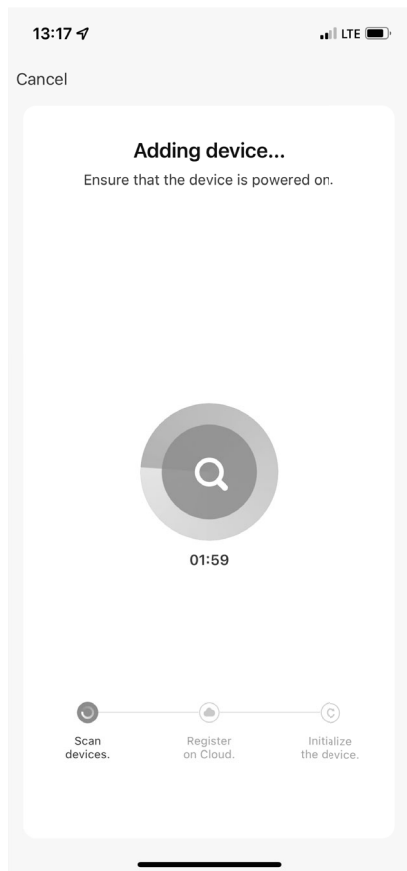 13:17
LTE
Cancel
Adding device...
Ensure that the device is powered on.
01:59
Scan
devices.
Register
on Cloud.
Initialize
the device.